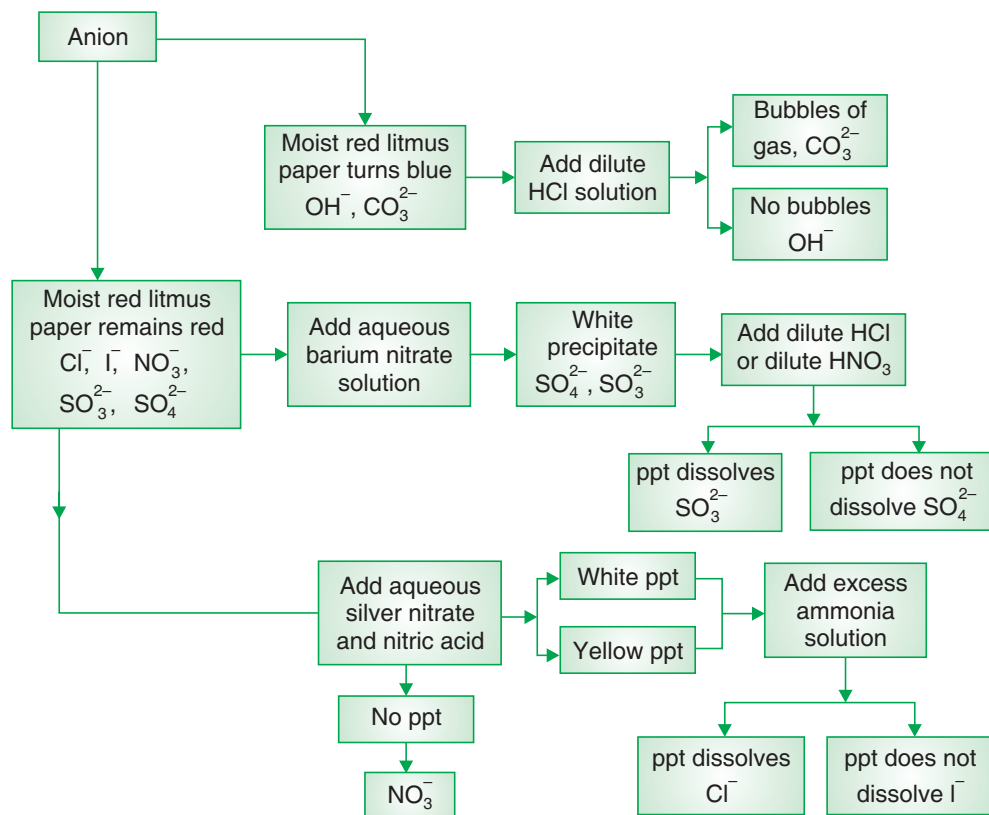 Anion
Moist red litmus
paper turns blue
OH⁻, CO₃²⁻
Add dilute
HCl solution
Bubbles of
gas, CO₃²⁻
No bubbles
OH⁻
Moist red litmus
paper remains red
Cl⁻, I⁻, NO₃⁻,
SO₃²⁻, SO₄²⁻
Add aqueous
barium nitrate
solution
White
precipitate
SO₄²⁻, SO₃²⁻
Add dilute HCl
or dilute HNO₃
ppt dissolves
SO₃²⁻
ppt does not
dissolve SO₄²⁻
Add aqueous
silver nitrate
and nitric acid
White ppt
Yellow ppt
Add excess
ammonia
solution
No ppt
NO₃⁻
ppt dissolves
Cl⁻
ppt does not
dissolve I⁻